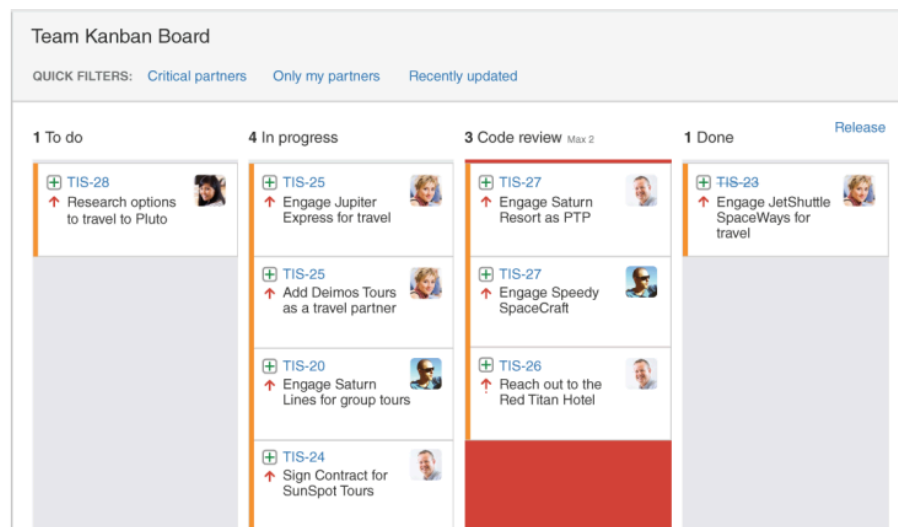 Team Kanban Board
QUICK FILTERS: Critical partners Only my partners Recently updated
Release
1 To do
4 In progress
3 Code review Max 2
1 Done
TIS-28
Research options
to travel to Pluto
TIS-25
Engage Jupiter
Express for travel
TIS-25
Add Deimos Tours
as a travel partner
TIS-20
Engage Saturn
Lines for group tours
TIS-24
Sign Contract for
SunSpot Tours
TIS-27
Engage Saturn
Resort as PTP
TIS-27
Engage Speedy
SpaceCraft
TIS-26
Reach out to the
Red Titan Hotel
TIS-23
Engage JetShuttle
SpaceWays for
travel